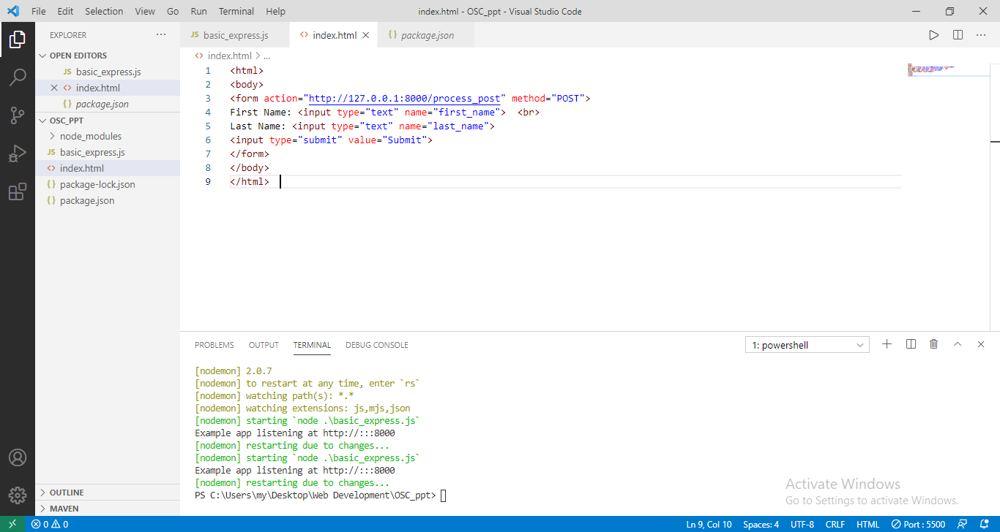 File Edit Selection View Go Run Terminal Help
index.html - OSC_ppt - Visual Studio Code
EXPLORER
OPEN EDITORS
JS basic_express.js
<> index.html
{} package.json
OSC_PPT
node_modules
JS basic_express.js
<> index.html
{} package-lock.json
{} package.json
OUTLINE
MAVEN
JS basic_express.js
<> index.html
{} package.json
<> index.html > ...
1 <html>
2 <body>
3 <form action="http://127.0.0.1:8000/process_post" method="POST">
4 First Name: <input type="text" name="first_name">  <br>
5 Last Name: <input type="text" name="last_name">
6 <input type="submit" value="Submit">
7 </form>
8 </body>
9 </html>
PROBLEMS OUTPUT TERMINAL DEBUG CONSOLE
1: powershell
[nodemon] 2.0.7
[nodemon] to restart at any time, enter `rs`
[nodemon] watching path(s): *.*
[nodemon] watching extensions: js,mjs,json
[nodemon] starting `node .\basic_express.js`
Example app listening at http://:::8000
[nodemon] restarting due to changes...
[nodemon] starting `node .\basic_express.js`
Example app listening at http://:::8000
[nodemon] restarting due to changes...
PS C:\Users\my\Desktop\Web Development\OSC_ppt>
Activate Windows
Go to Settings to activate Windows.
0 0
Ln 9, Col 10 Spaces: 4 UTF-8 CRLF HTML Port : 5500